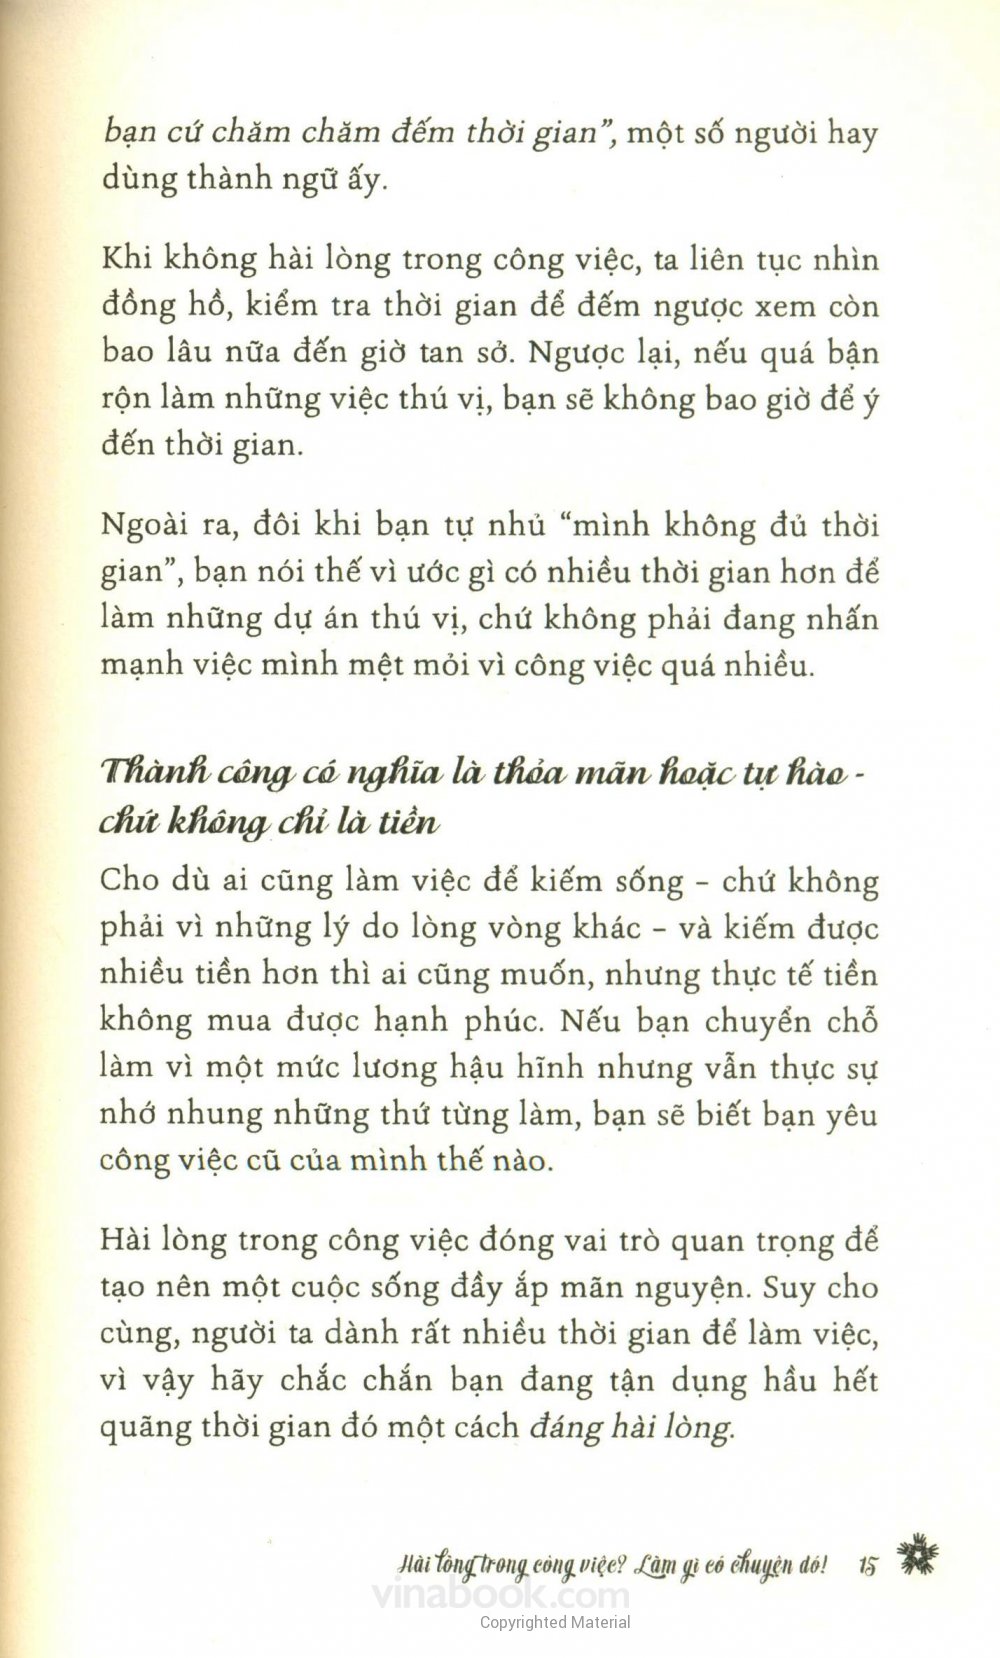 bạn cứ chăm chăm đếm thời gian”, một số người hay
dùng thành ngữ ấy.
Khi không hài lòng trong công việc, ta liên tục nhìn
đồng hồ, kiểm tra thời gian để đếm ngược xem còn
bao lâu nữa đến giờ tan sở. Ngược lại, nếu quá bận
rộn làm những việc thú vị, bạn sẽ không bao giờ để ý
đến thời gian.
Ngoài ra, đôi khi bạn tự nhủ “mình không đủ thời
gian”, bạn nói thế vì ước gì có nhiều thời gian hơn để
làm những dự án thú vị, chứ không phải đang nhấn
mạnh việc mình mệt mỏi vì công việc quá nhiều.
Thành công có nghĩa là thỏa mãn hoặc tự hào -
chứ không chỉ là tiền
Cho dù ai cũng làm việc để kiếm sống – chứ không
phải vì những lý do lòng vòng khác – và kiếm được
nhiều tiền hơn thì ai cũng muốn, nhưng thực tế tiền
không mua được hạnh phúc. Nếu bạn chuyển chỗ
làm vì một mức lương hậu hĩnh nhưng vẫn thực sự
nhớ nhung những thứ từng làm, bạn sẽ biết bạn yêu
công việc cũ của mình thế nào.
Hài lòng trong công việc đóng vai trò quan trọng để
tạo nên một cuộc sống đầy ắp mãn nguyện. Suy cho
cùng, người ta dành rất nhiều thời gian để làm việc,
vì vậy hãy chắc chắn bạn đang tận dụng hầu hết
quãng thời gian đó một cách đáng hài lòng.
Hài lòng trong công việc? Làm gì có chuyện đó! 15
vinabook.com
Copyrighted Material